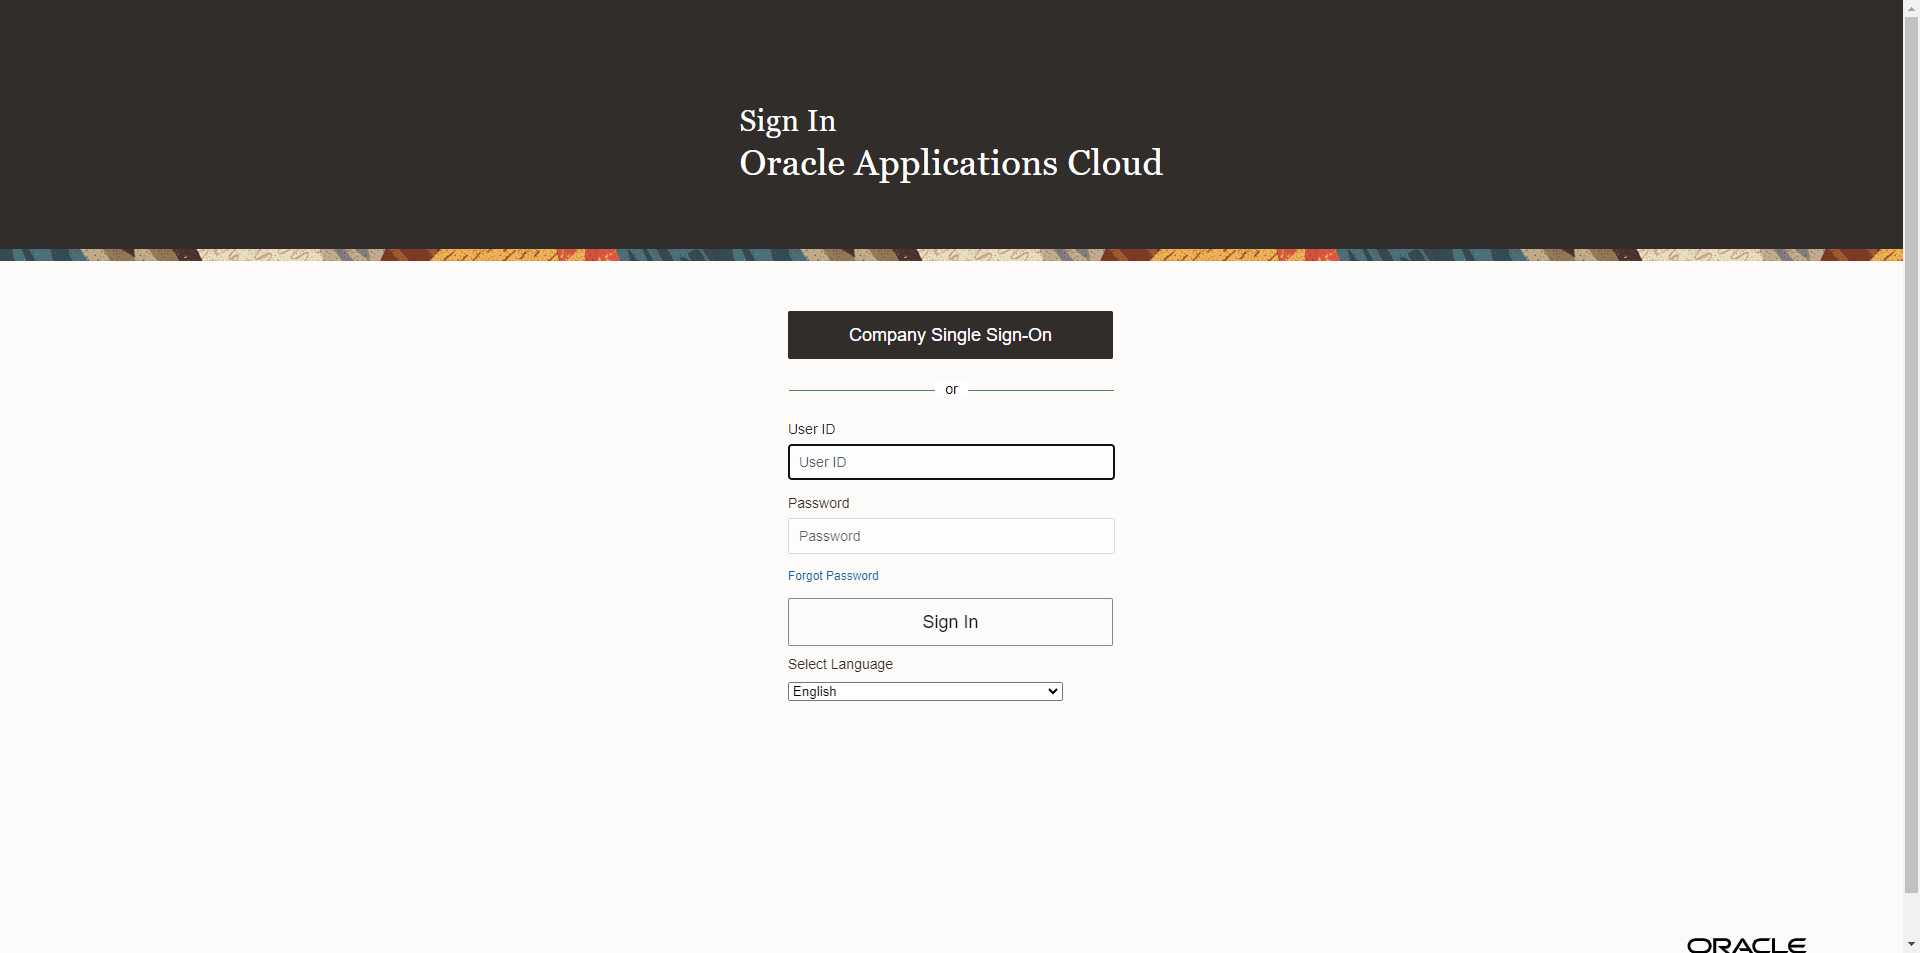 Sign In
Oracle Applications Cloud
Company Single Sign-On
or
User ID
User ID
Password
Password
Forgot Password
Sign In
Select Language
English
ORACLE